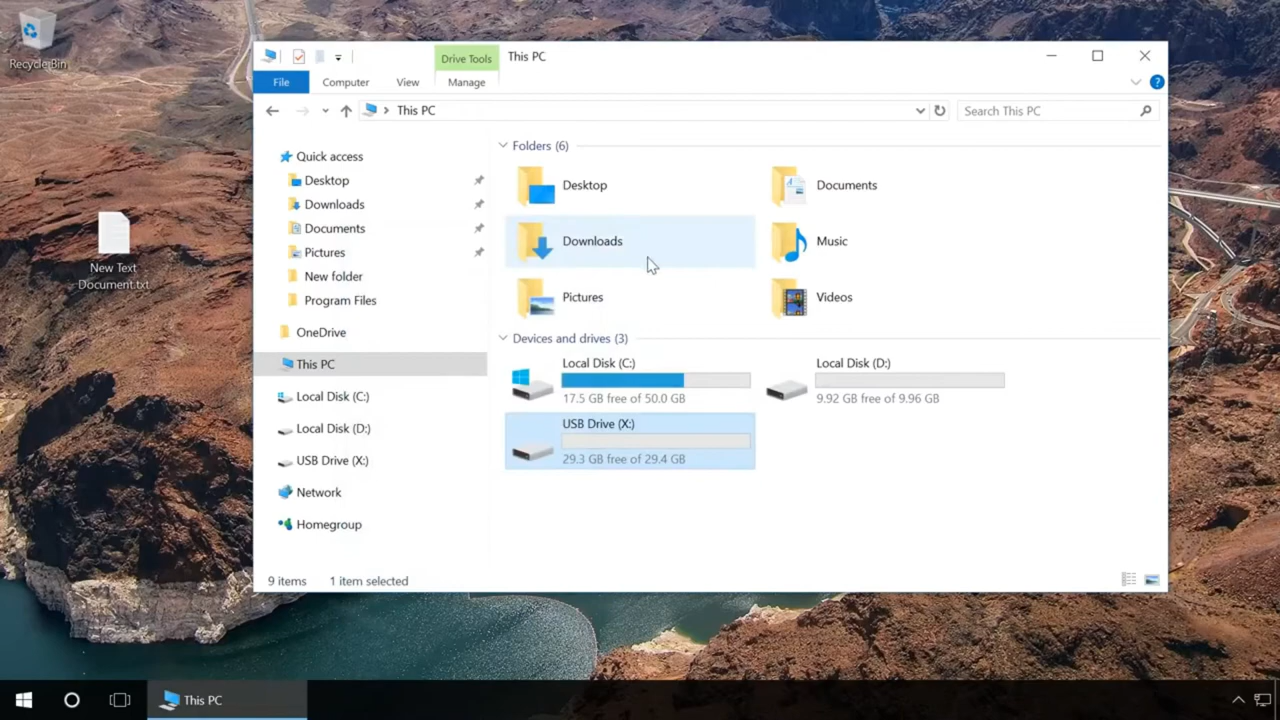 Recycle Bin
New Text
Document.txt
Drive Tools
This PC
File
Computer
View
Manage
?
This PC
Search This PC
Quick access
Desktop
Downloads
Documents
Pictures
New folder
Program Files
OneDrive
This PC
Local Disk (C:)
Local Disk (D:)
USB Drive (X:)
Network
Homegroup
Folders (6)
Desktop
Documents
Downloads
Music
Pictures
Videos
Devices and drives (3)
Local Disk (C:)
17.5 GB free of 50.0 GB
Local Disk (D:)
9.92 GB free of 9.96 GB
USB Drive (X:)
29.3 GB free of 29.4 GB
9 items
1 item selected
This PC